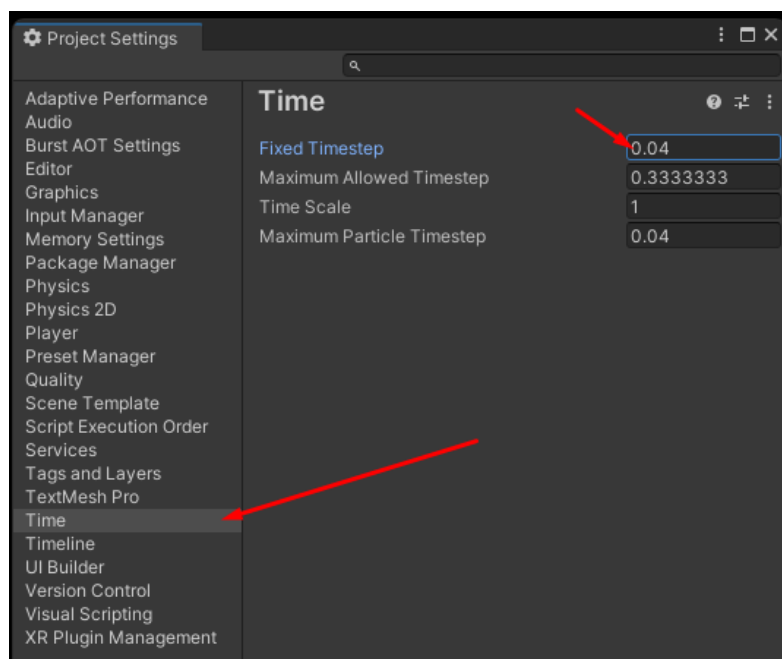 Project Settings
Adaptive Performance
Audio
Burst AOT Settings
Editor
Graphics
Input Manager
Memory Settings
Package Manager
Physics
Physics 2D
Player
Preset Manager
Quality
Scene Template
Script Execution Order
Services
Tags and Layers
TextMesh Pro
Time
Timeline
UI Builder
Version Control
Visual Scripting
XR Plugin Management
Time
Fixed Timestep 0.04
Maximum Allowed Timestep 0.3333333
Time Scale 1
Maximum Particle Timestep 0.04